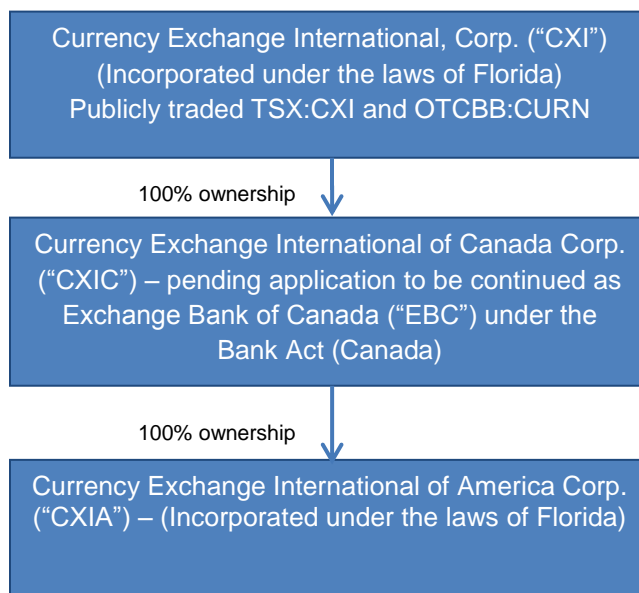 Currency Exchange International, Corp. (“CXI”)
(Incorporated under the laws of Florida)
Publicly traded TSX:CXI and OTCBB:CURN
100% ownership
Currency Exchange International of Canada Corp.
(“CXIC”) – pending application to be continued as
Exchange Bank of Canada (“EBC”) under the
Bank Act (Canada)
100% ownership
Currency Exchange International of America Corp.
(“CXIA”) – (Incorporated under the laws of Florida)